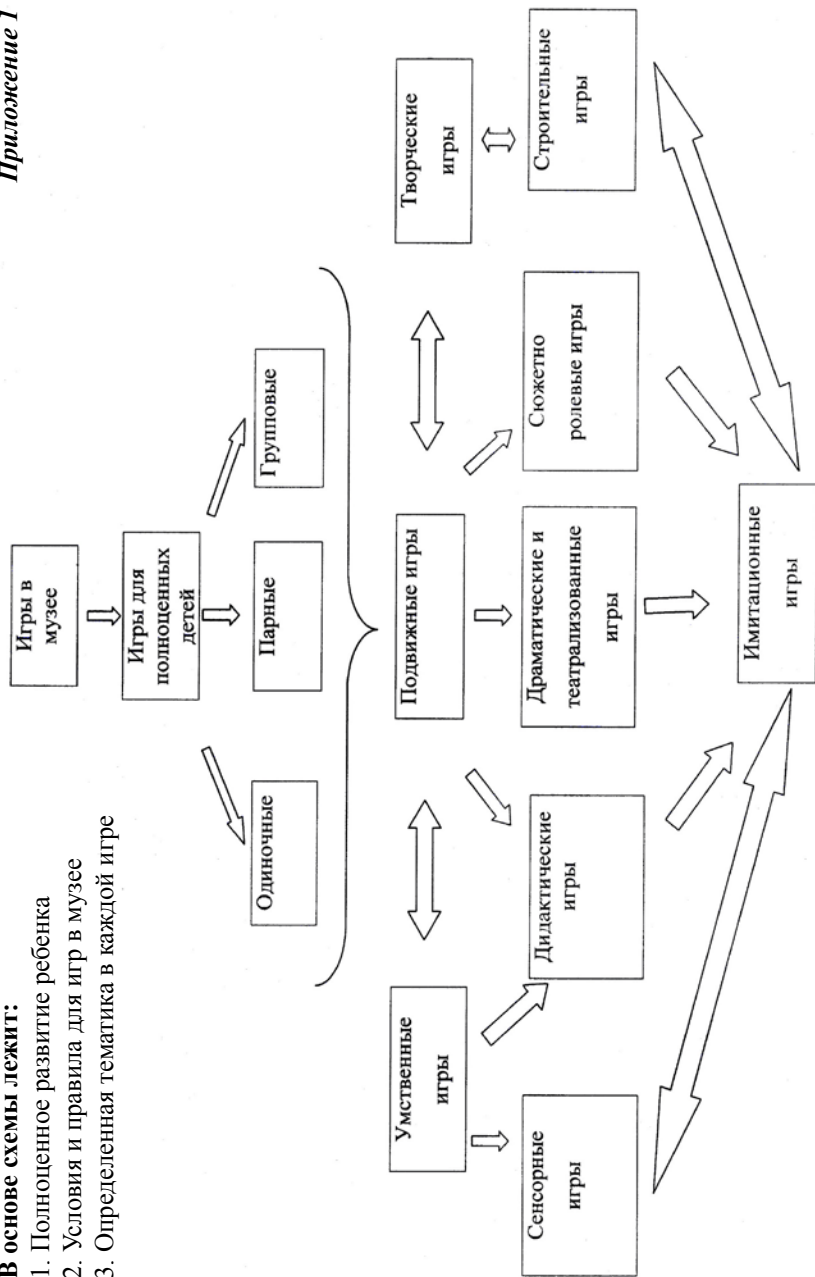 Приложение 1
В основе схемы лежит:
1. Полноценное развитие ребенка
2. Условия и правила для игр в музее
3. Определенная тематика в каждой игре
Игры в
музее
Игры для
полноценных
детей
Одиночные
Парные
Групповые
Умственные
игры
Подвижные игры
Творческие
игры
Сенсорные
игры
Дидактические
игры
Драматические и
театрализованные
игры
Сюжетно
ролевые игры
Строительные
игры
Имитационные
игры